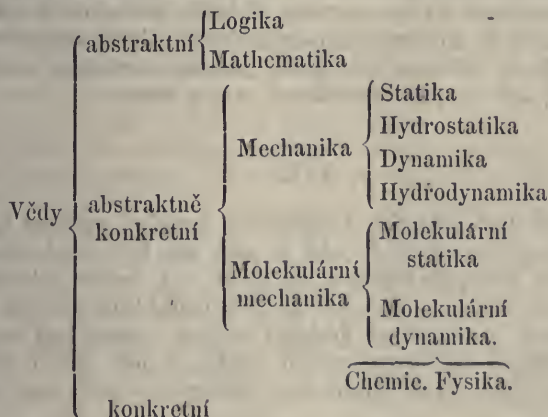 Vědy
abstraktní
Logika
Mathematika
abstraktně
konkretní
Mechanika
Statika
Hydrostatika
Dynamika
Hydrodynamika
Molekulární
mechanika
Molekulární
statika
Molekulární
dynamika.
Chemie. Fysika.
konkretní